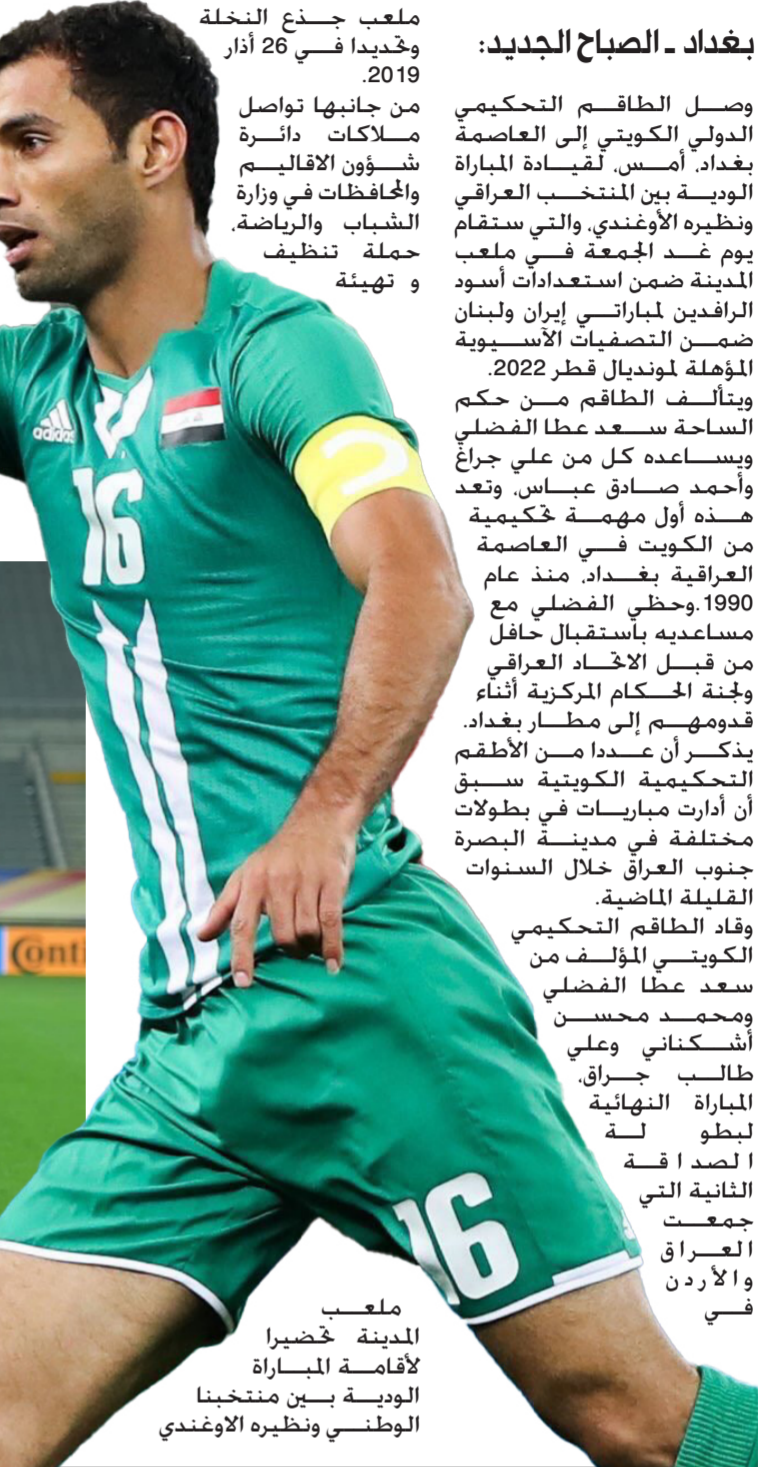 بغداد ـ الصباح الجديد:
وصل الطاقم التحكيمي
الدولي الكويتي إلى العاصمة
بغداد، أمس، لقيادة المباراة
الودية بين المنتخب العراقي
ونظيره الأوغندي، والتي ستقام
يوم غد الجمعة في ملعب
المدينة ضمن استعدادات أسود
الرافدين لمباراتي إيران ولبنان
ضمن التصفيات الآسيوية
المؤهلة لمونديال قطر 2022.
ويتألف الطاقم من حكم
الساحة سعد عطا الفضلي
ويساعده كل من علي جراغ
وأحمد صادق عباس، وتعد
هذه أول مهمة تحكيمية
من الكويت في العاصمة
العراقية بغداد، منذ عام
1990.وحظي الفضلي مع
مساعديه باستقبال حافل
من قبل الاتحاد العراقي
ولجنة الحكام المركزية أثناء
قدومهم إلى مطار بغداد.
يذكر أن عددا من الأطقم
التحكيمية الكويتية سبق
أن أدارت مباريات في بطولات
مختلفة في مدينة البصرة
جنوب العراق خلال السنوات
القليلة الماضية.
وقاد الطاقم التحكيمي
الكويتي المؤلف من
سعد عطا الفضلي
ومحمد محسن
أشكناني وعلي
طالب جراق،
المباراة النهائية
لبطو لة
ا لصد ا قة
الثانية التي
جمعت
العراق
والأردن
في
ملعب جذع النخلة
وتحديدا في 26 أذار
2019.
من جانبها تواصل
ملاكات دائرة
شؤون الاقاليم
والمحافظات في وزارة
الشباب والرياضة،
حملة تنظيف
و تهيئة
ملعب
المدينة تحضيرا
لأقامة المباراة
الودية بين منتخبنا
الوطني ونظيره الاوغندي
adidas
16
16
Conti